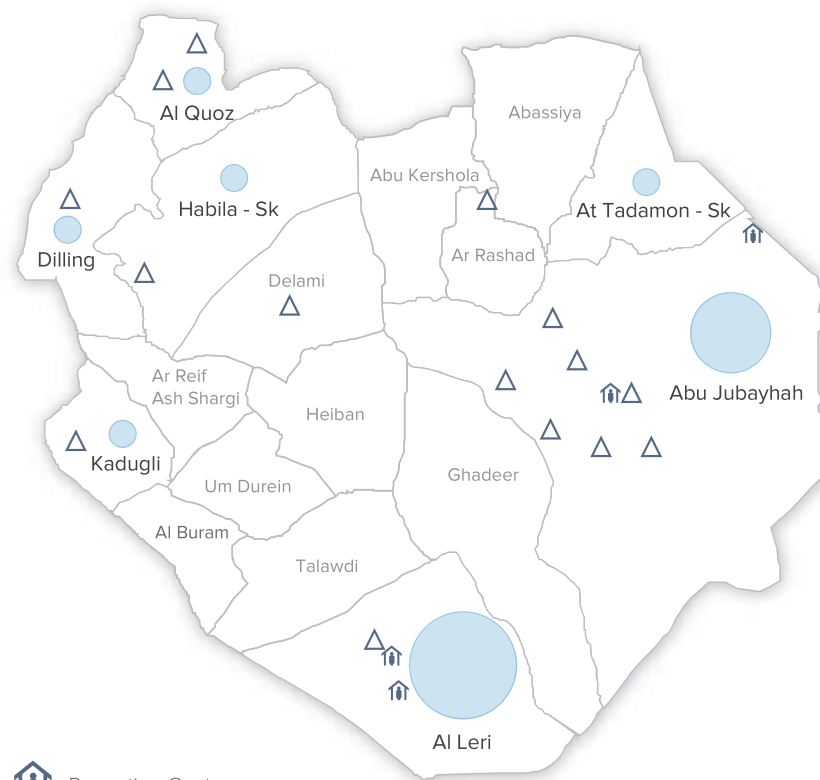 Abassiya
Al Quoz
Abu Kershola
Habila - Sk
At Tadamon - Sk
Dilling
Ar Rashad
Delami
Ar Reif
Ash Shargi
Abu Jubayhah
Heiban
Kadugli
Ghadeer
Um Durein
Al Buram
Talawdi
Al Leri